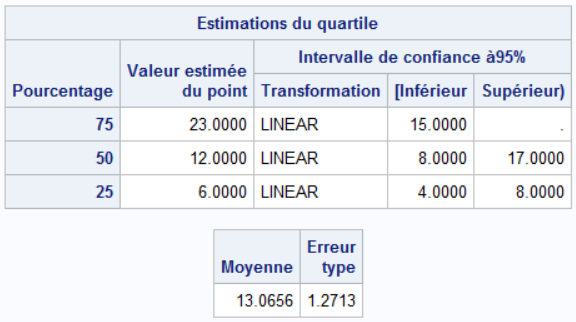 Estimations du quartile
Intervalle de confiance à95%
Pourcentage Valeur estimée du point Transformation [Inférieur Supérieur)
75 23.0000 LINEAR 15.0000 .
50 12.0000 LINEAR 8.0000 17.0000
25 6.0000 LINEAR 4.0000 8.0000
Moyenne Erreur type
13.0656 1.2713